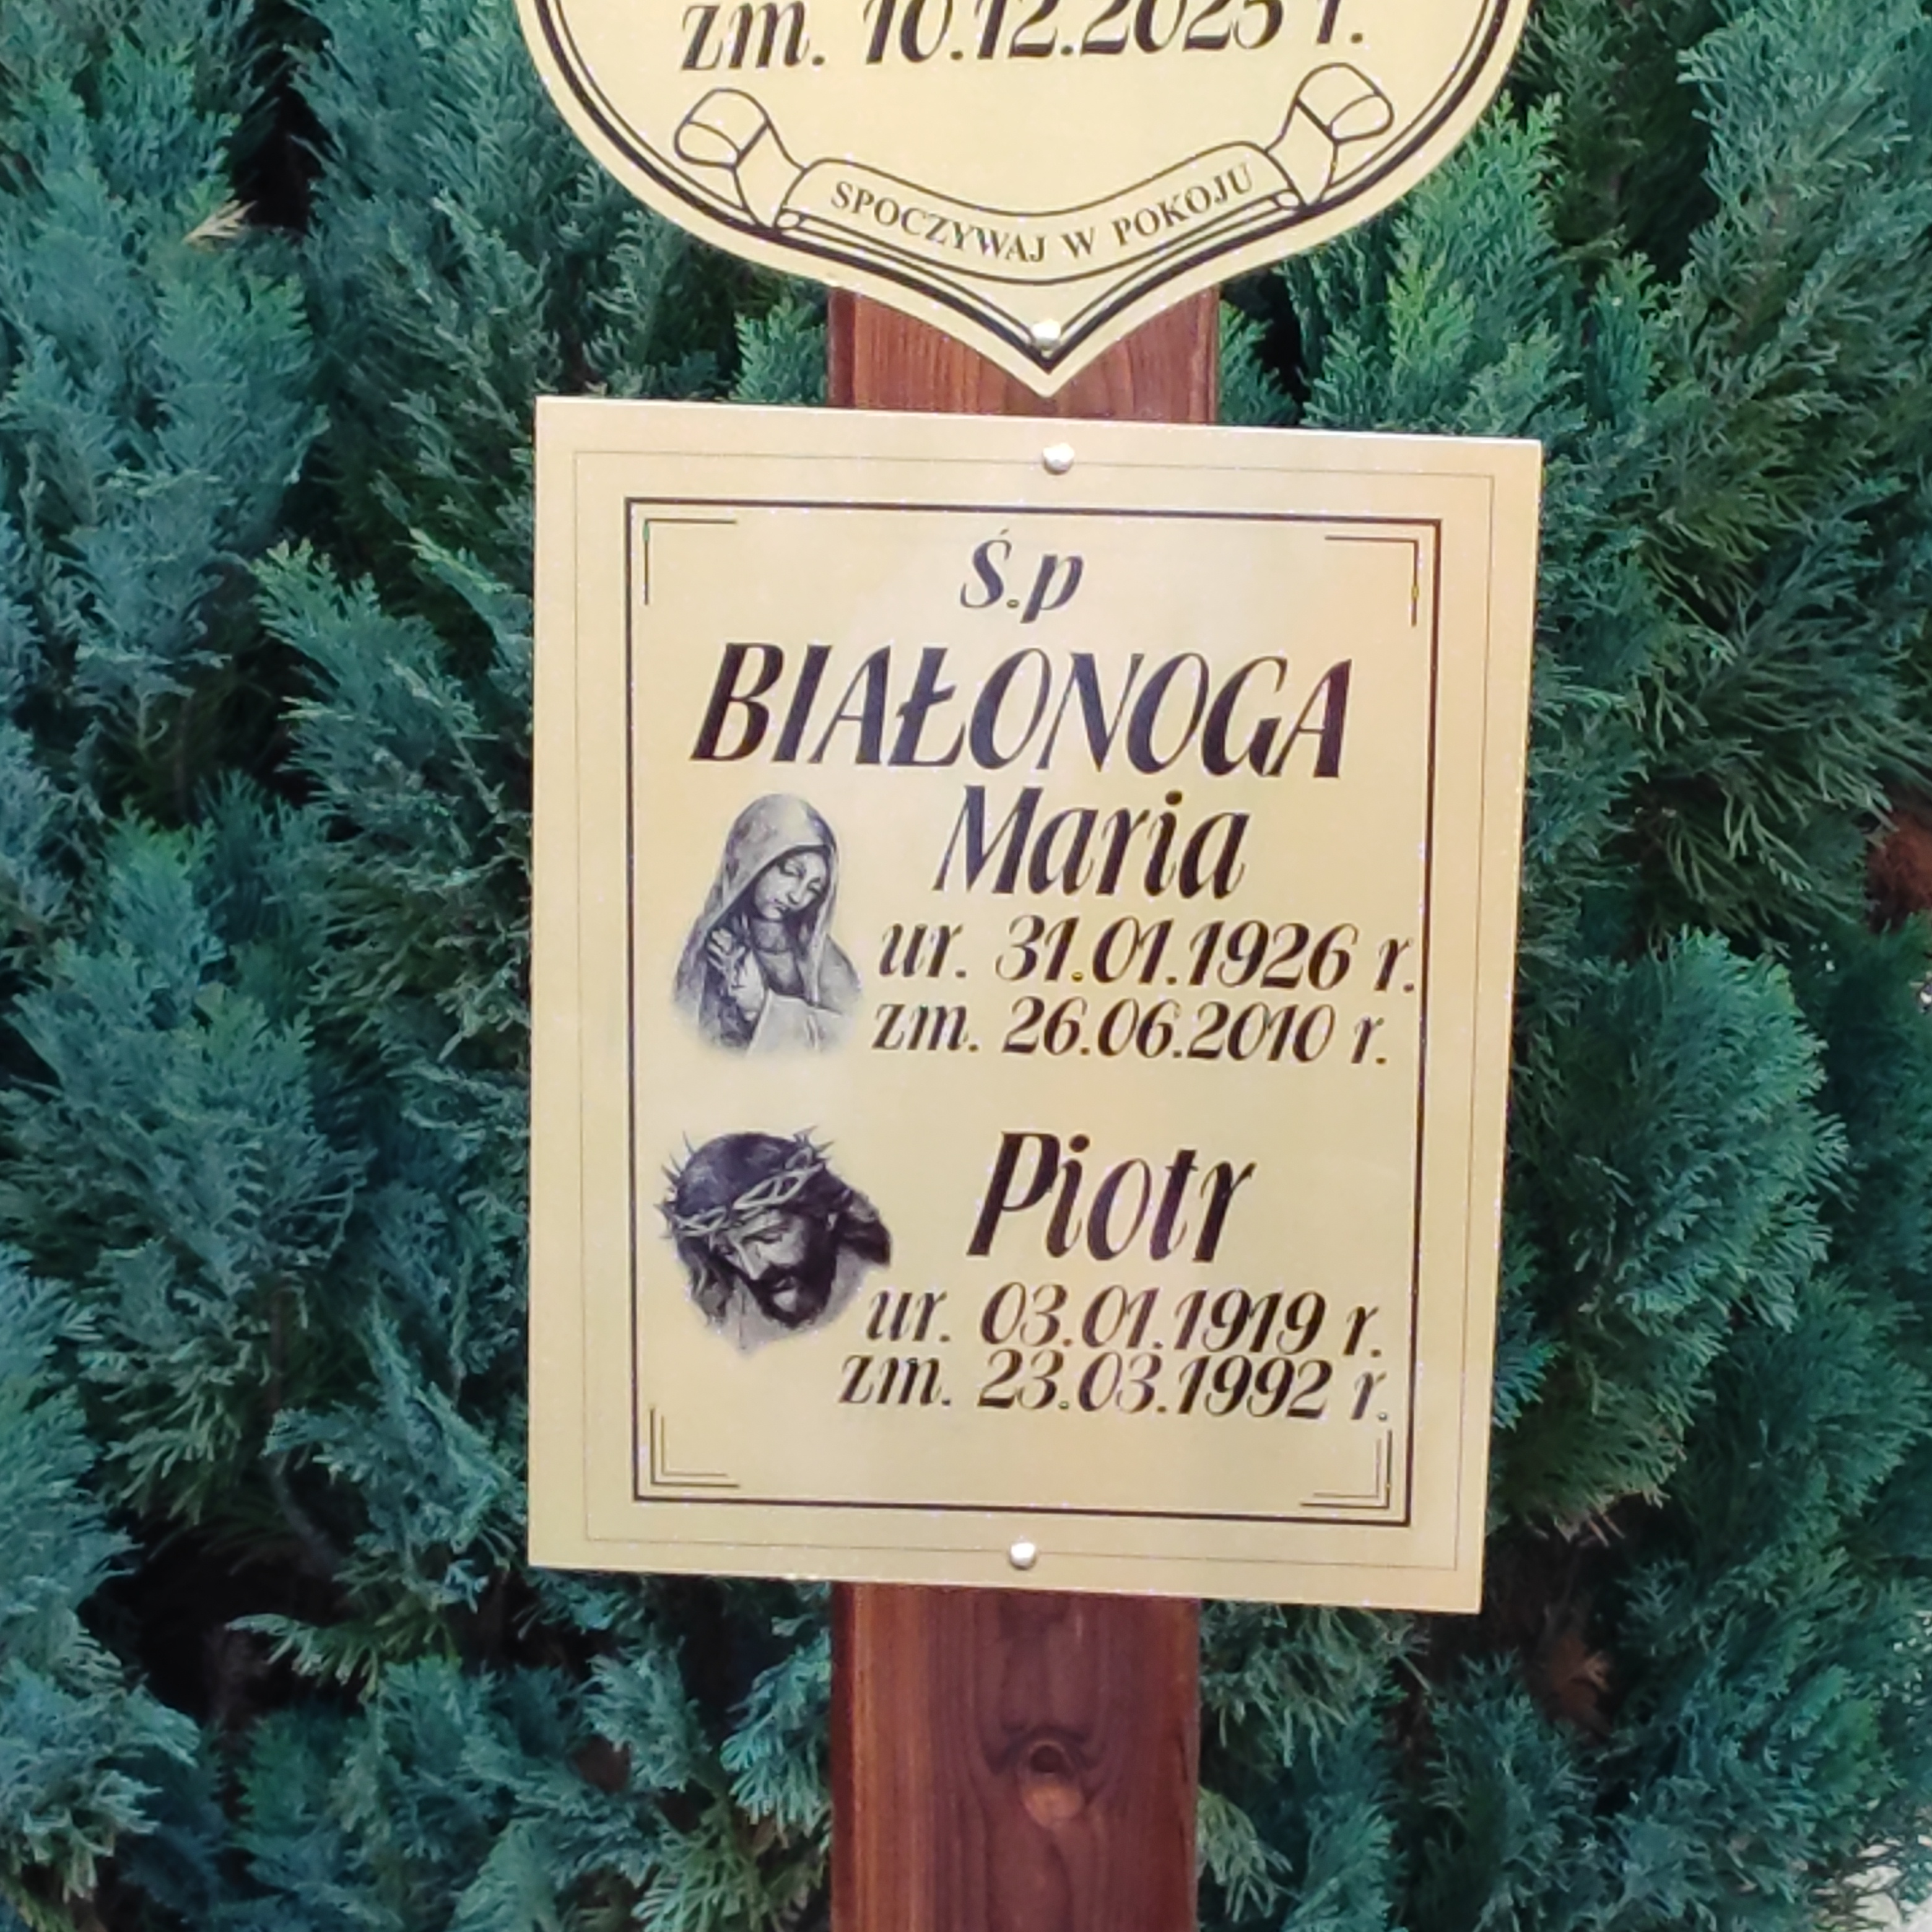 zm. 10.12.2025 r.
SPOCZYWAJ W POKOJU
Ś.p
BIAŁONOGA
Maria
ur. 31.01.1926 r.
zm. 26.06.2010 r.
Piotr
ur. 03.01.1919 r.
zm. 23.03.1992 r.